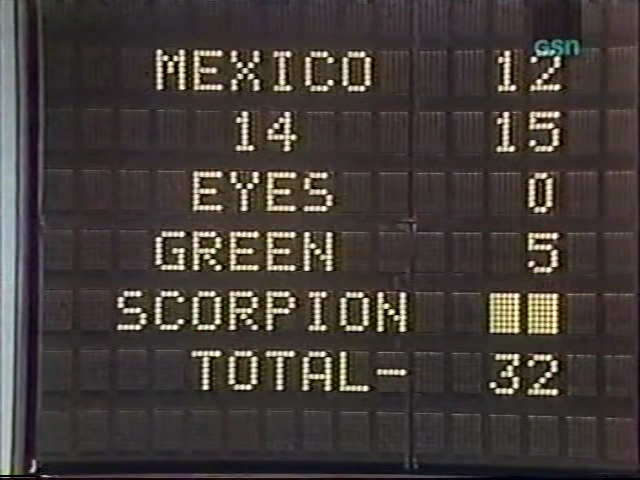 gsn
MEXICO 12
14 15
EYES 0
GREEN 5
SCORPION
TOTAL- 32